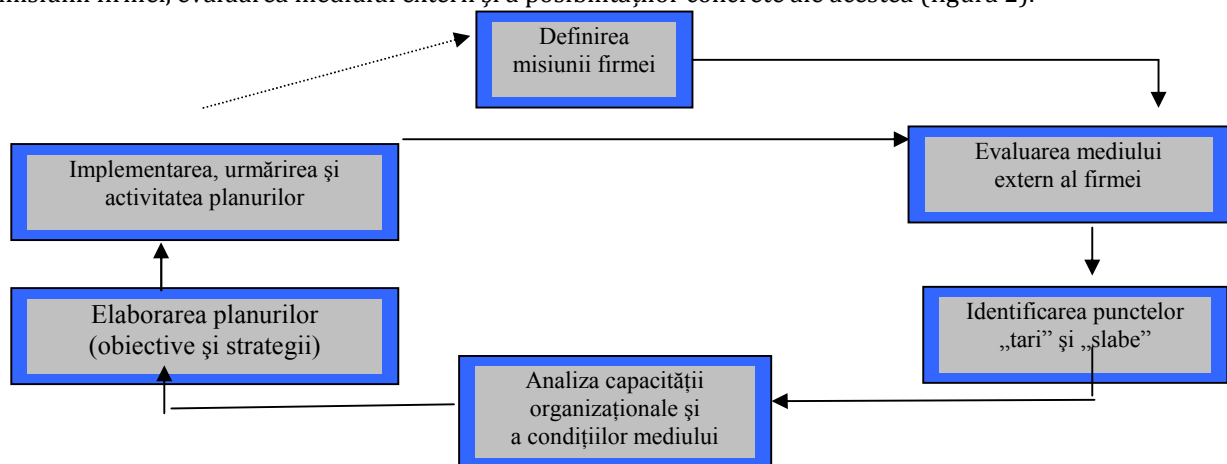 misiunii firmei, evaluarea mediului extern şi a posibilităţilor concrete ale acesteia (figura 2).
Definirea
misiunii firmei
Evaluarea mediului
extern al firmei
Implementarea, urmărirea şi
activitatea planurilor
Identificarea punctelor
„tari” şi „slabe”
Elaborarea planurilor
(obiective şi strategii)
Analiza capacităţii
organizaţionale şi
a condiţiilor mediului